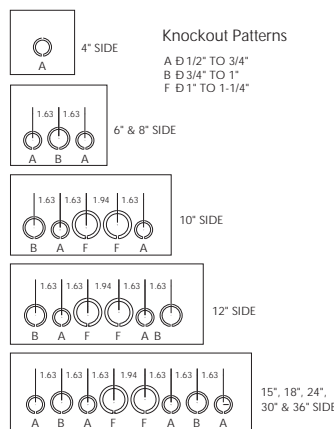 Knockout Patterns
A Ð 1/2" TO 3/4"
B Ð 3/4" TO 1"
F Ð 1" TO 1-1/4"
4" SIDE
A
1.63 1.63
6" & 8" SIDE
A B A
1.63 1.63 1.94 1.63
10" SIDE
B A F F A
1.63 1.63 1.94 1.63 1.63
12" SIDE
B A F F A B
1.63 1.63 1.63 1.94 1.63 1.63 1.63
15", 18", 24",
30" & 36" SIDE
A B A F F A B A